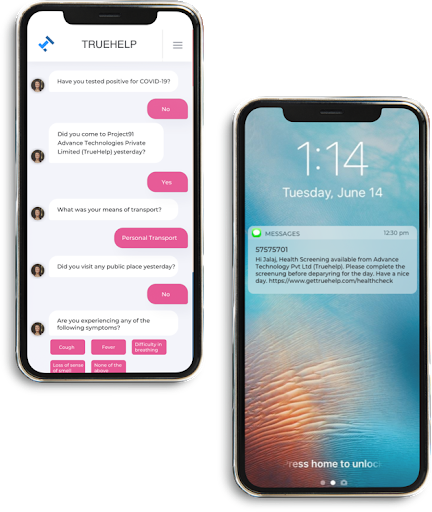 TRUEHELP
Have you tested positive for COVID-19?
No
Did you come to Project91
Advance Technologies Private
Limited (TrueHelp) yesterday?
Yes
What was your means of transport?
Personal Transport
Did you visit any public place yesterday?
No
Are you experiencing any of the
following symptoms?
Cough
Fever
Difficulty in
breathing
Loss of sense
of smell
None of the
above
1:14
Tuesday, June 14
MESSAGES
12:30 pm
57575701
Hi Jalaj, Health Screening available from Advance
Technology Pvt Ltd (Truehelp). Please complete the
screenung before deparyring for the day. Have a nice
day. https://www.gettruehelp.com/healthcheck
ress home to unloc